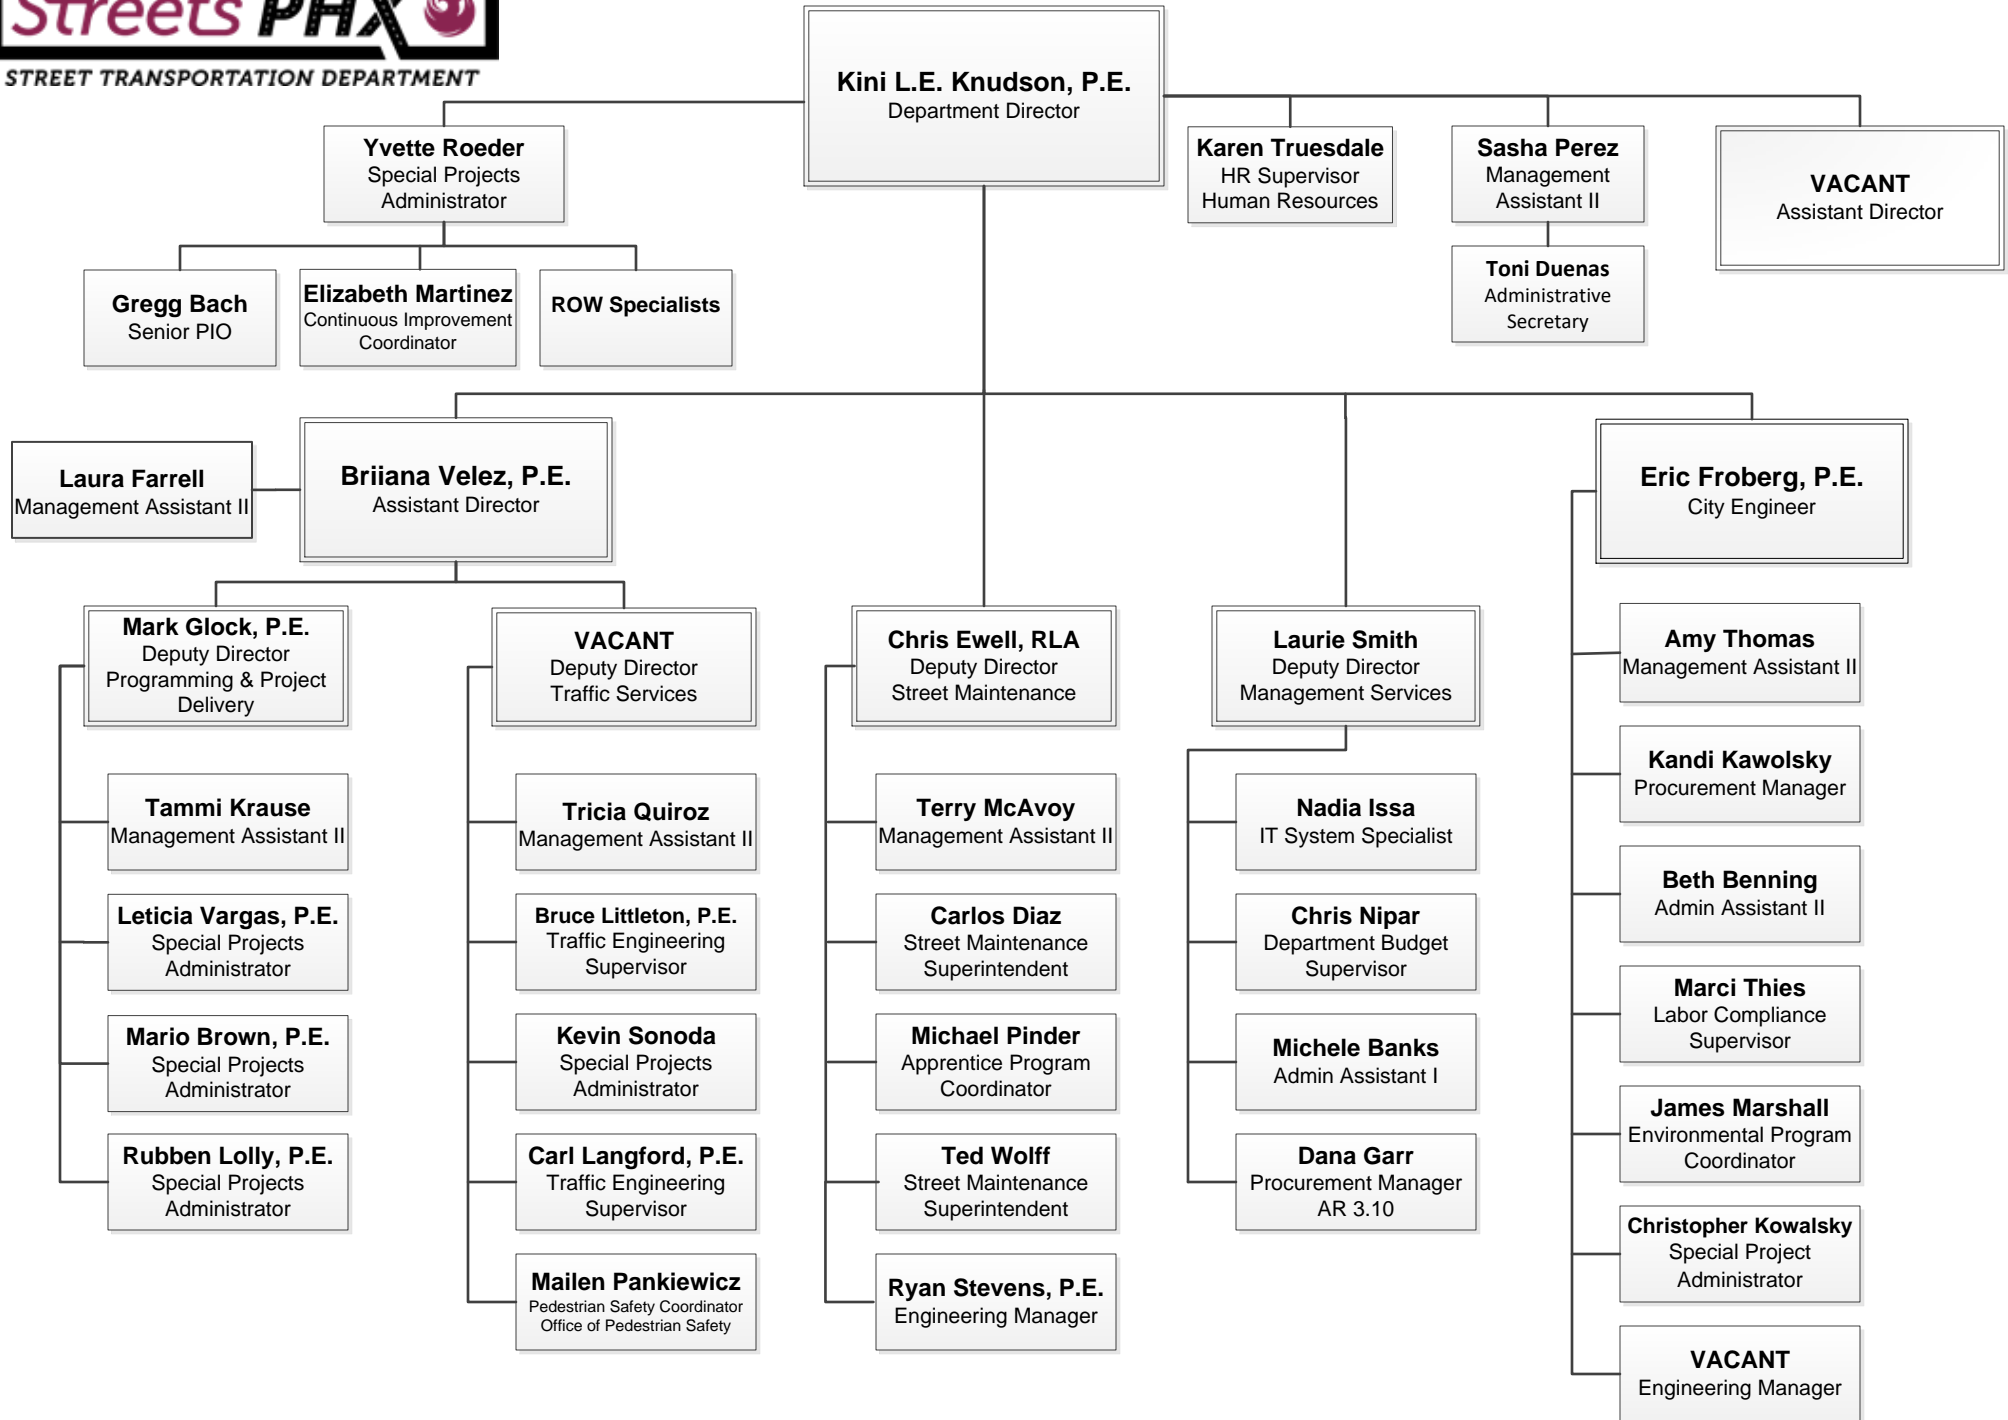 Streets PHX
STREET TRANSPORTATION DEPARTMENT
Kini L.E. Knudson, P.E.
Department Director
Yvette Roeder
Special Projects
Administrator
Karen Truesdale
HR Supervisor
Human Resources
Sasha Perez
Management
Assistant II
VACANT
Assistant Director
Gregg Bach
Senior PIO
Elizabeth Martinez
Continuous Improvement
Coordinator
ROW Specialists
Toni Duenas
Administrative
Secretary
Laura Farrell
Management Assistant II
Briiana Velez, P.E.
Assistant Director
Eric Froberg, P.E.
City Engineer
Mark Glock, P.E.
Deputy Director
Programming & Project
Delivery
Tammi Krause
Management Assistant II
Leticia Vargas, P.E.
Special Projects
Administrator
Mario Brown, P.E.
Special Projects
Administrator
Rubben Lolly, P.E.
Special Projects
Administrator
VACANT
Deputy Director
Traffic Services
Tricia Quiroz
Management Assistant II
Bruce Littleton, P.E.
Traffic Engineering
Supervisor
Kevin Sonoda
Special Projects
Administrator
Carl Langford, P.E.
Traffic Engineering
Supervisor
Mailen Pankiewicz
Pedestrian Safety Coordinator
Office of Pedestrian Safety
Chris Ewell, RLA
Deputy Director
Street Maintenance
Terry McAvoy
Management Assistant II
Carlos Diaz
Street Maintenance
Superintendent
Michael Pinder
Apprentice Program
Coordinator
Ted Wolff
Street Maintenance
Superintendent
Ryan Stevens, P.E.
Engineering Manager
Laurie Smith
Deputy Director
Management Services
Nadia Issa
IT System Specialist
Chris Nipar
Department Budget
Supervisor
Michele Banks
Admin Assistant I
Dana Garr
Procurement Manager
AR 3.10
Amy Thomas
Management Assistant II
Kandi Kawolsky
Procurement Manager
Beth Benning
Admin Assistant II
Marci Thies
Labor Compliance
Supervisor
James Marshall
Environmental Program
Coordinator
Christopher Kowalsky
Special Project
Administrator
VACANT
Engineering Manager